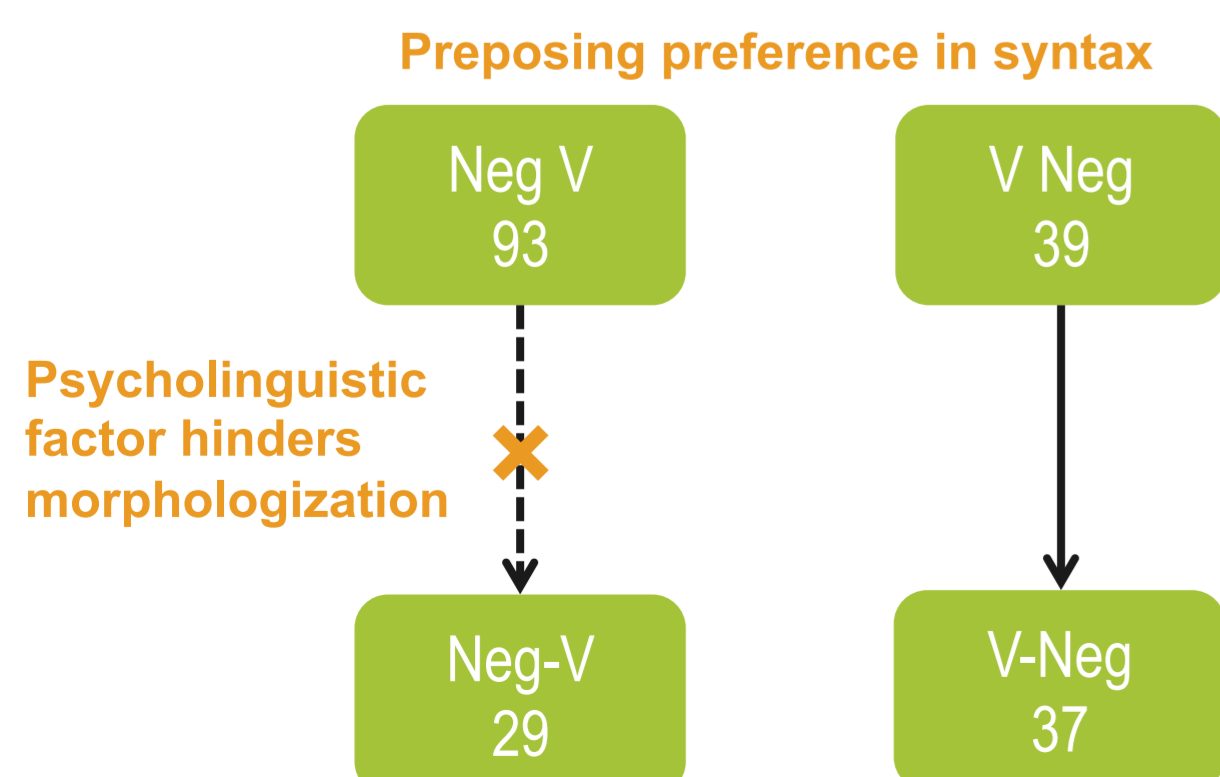 Preposing preference in syntax
Neg V
93
V Neg
39
Psycholinguistic
factor hinders
morphologization
Neg-V
29
V-Neg
37